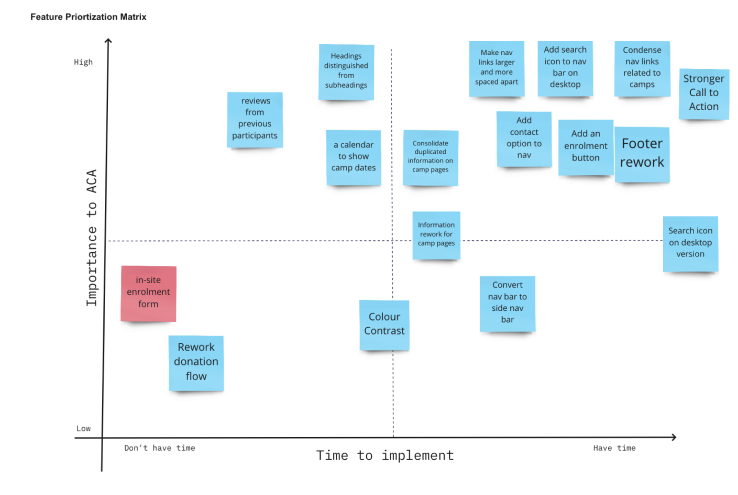 Feature Priortization Matrix
High
Importance to ACA
Low
Headings
distinguished
from
subheadings
reviews
from
previous
participants
a calendar
to show
camp dates
Make nav
links larger
and more
spaced apart
Add search
icon to nav
bar on
desktop
Condense
nav links
related to
camps
Stronger
Call to
Action
Consolidate
duplicated
information on
camp pages
Add
contact
option to
nav
Add an
enrolment
button
Footer
rework
Information
rework for
camp pages
Search icon
on desktop
version
in-site
enrolment
form
Rework
donation
flow
Colour
Contrast
Convert
nav bar to
side nav
bar
Don't have time
Time to implement
Have time